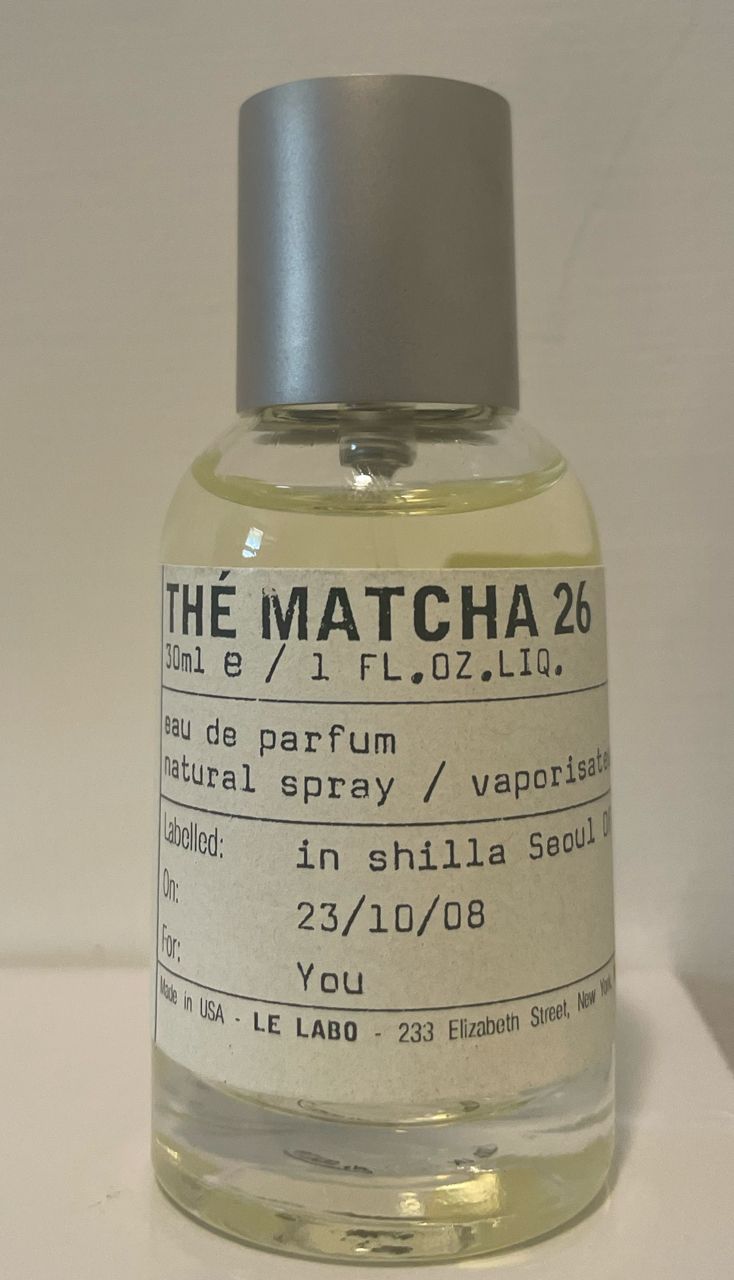 THÉ MATCHA 26
30ml e / 1 FL.OZ.LIQ.
eau de parfum
natural spray /
Labelled: in shilla Seoul
On: 23/10/08
For: You
Made in USA - LE LABO - 233 Elizabeth Street, New York,